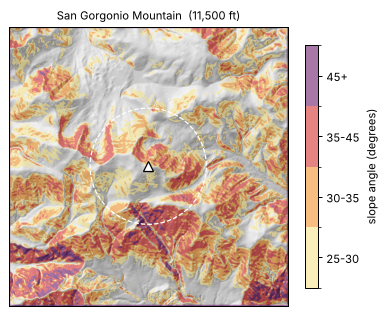 San Gorgonio Mountain  (11,500 ft)
45+
35-45
30-35
25-30
slope angle (degrees)